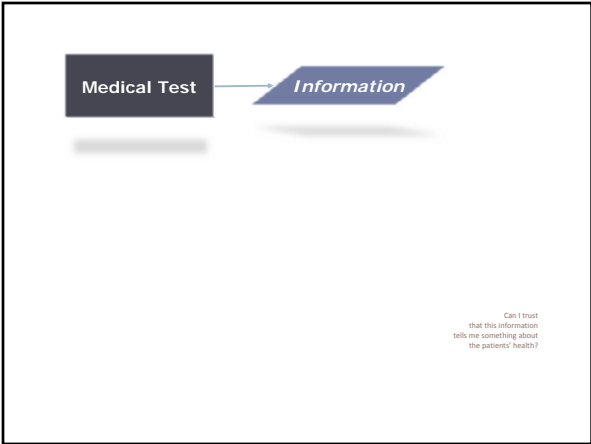 Medical Test
Information
Can I trust
that this information
tells me something about
the patients' health?